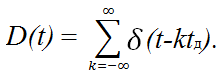 D(t) = ∑_{k=-∞}^{∞} δ(t-kt_д).